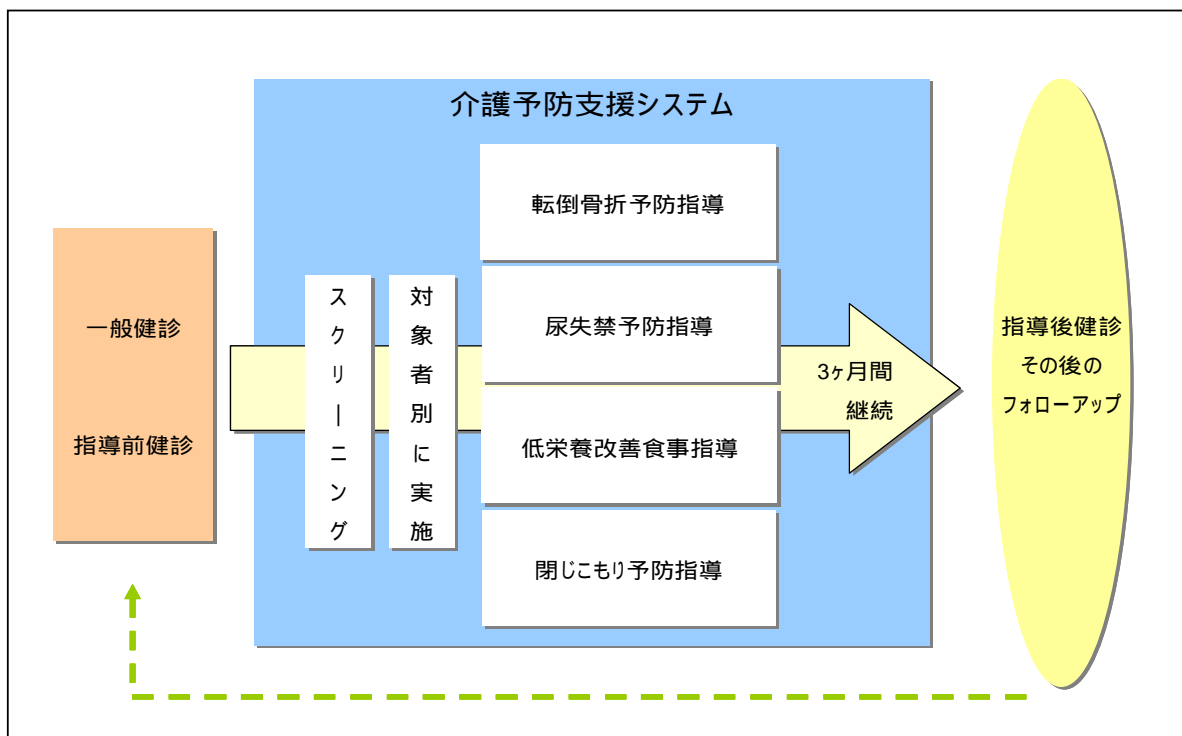 介護予防支援システム
一般健診
指導前健診
スクリーニング
対象者別に実施
転倒骨折予防指導
尿失禁予防指導
低栄養改善食事指導
閉じこもり予防指導
3ヶ月間
継続
指導後健診
その後の
フォローアップ